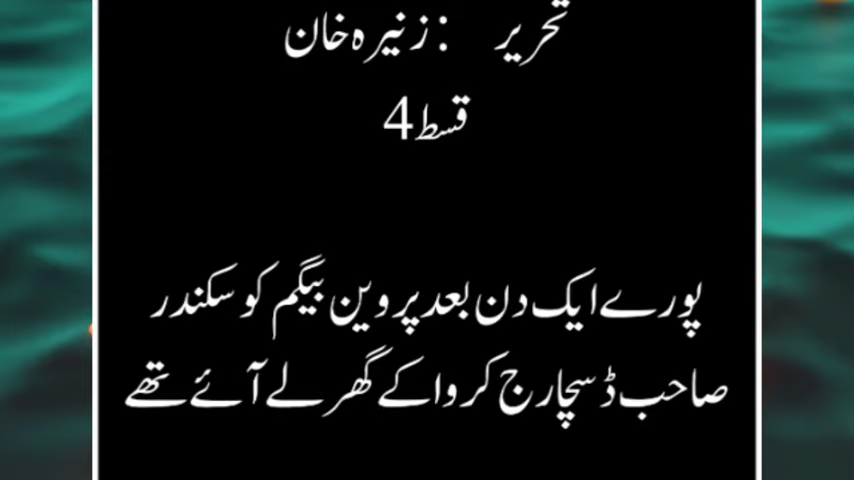 تحریر : زنیرہ خان
قسط 4
پورے ایک دن بعد پروین بیگم کو سکندر
صاحب ڈسچارج کروا کے گھر لے آئے تھے